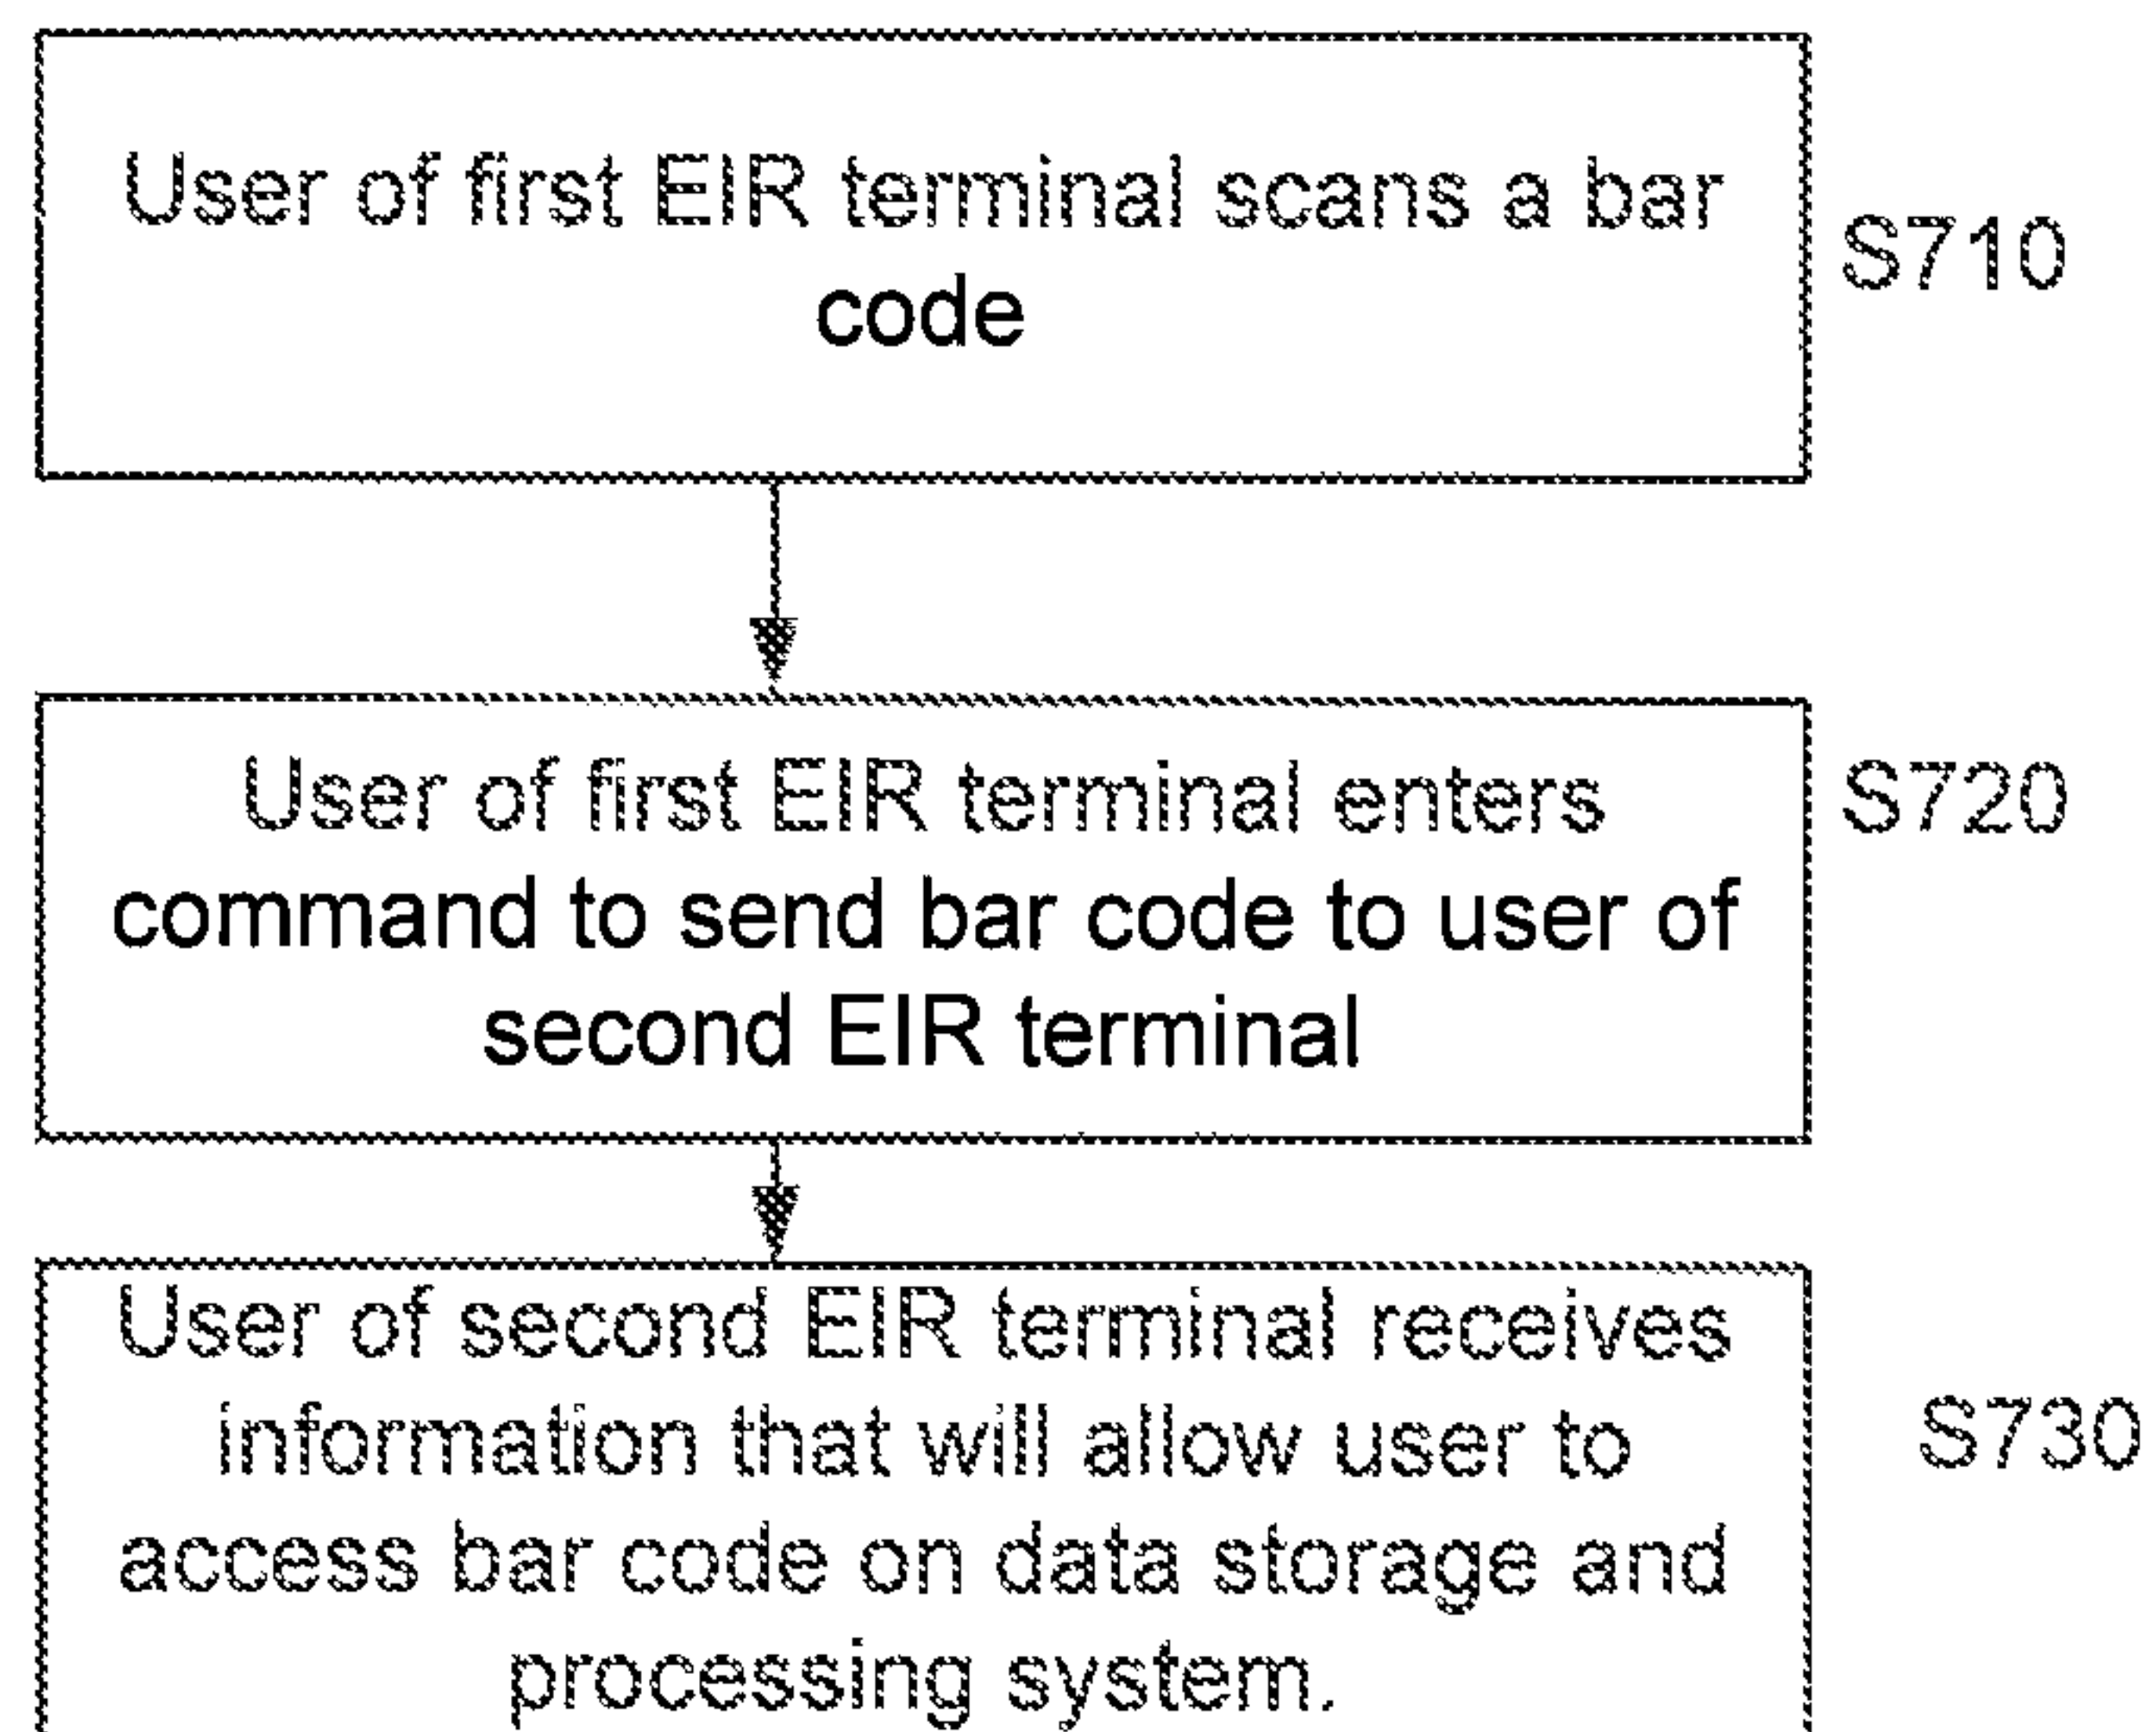 User of first EIR terminal scans a bar
code
S710
User of first EIR terminal enters
command to send bar code to user of
second EIR terminal
S720
User of second EIR terminal receives
information that will allow user to
access bar code on data storage and
processing system.
S730